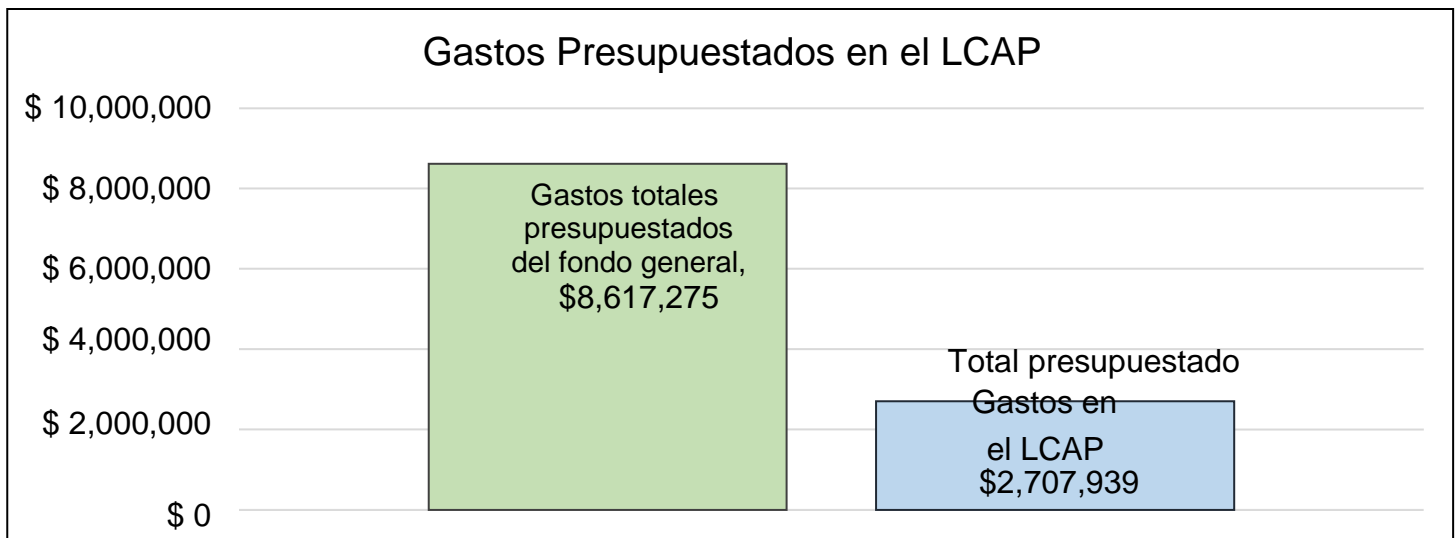 Gastos Presupuestados en el LCAP
$ 10,000,000
$ 8,000,000
$ 6,000,000
$ 4,000,000
$ 2,000,000
$ 0
Gastos totales
presupuestados
del fondo general,
$8,617,275
Total presupuestado
Gastos en
el LCAP
$2,707,939